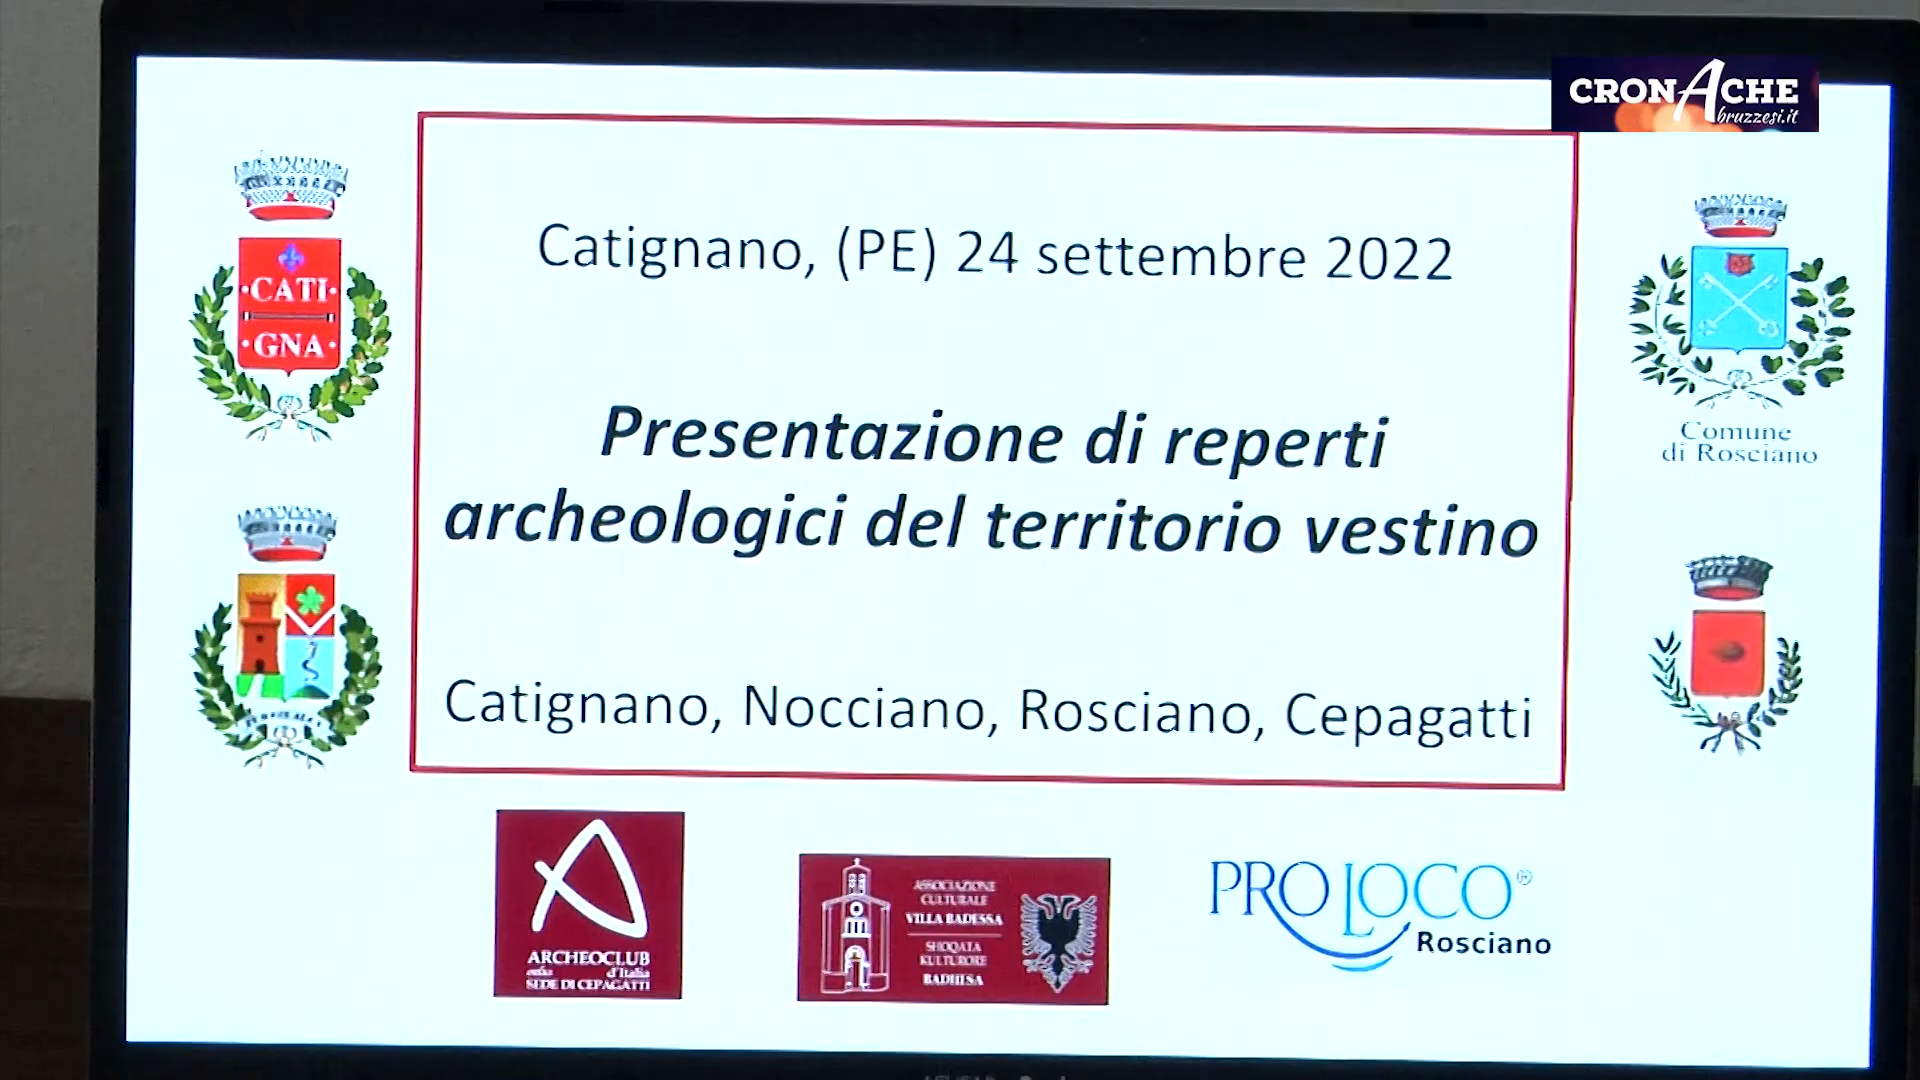 CRONACHE
bruzzesi.it
Catignano, (PE) 24 settembre 2022
·CATI·
·GNA·
Comune
di Rosciano
Presentazione di reperti
archeologici del territorio vestino
Catignano, Nocciano, Rosciano, Cepagatti
ARCHEOCLUB
d'Italia
SEDE DI CEPAGATTI
ASSOCIAZIONE
CULTURALE
VILLA BADESSA
SHOQATA
KULTURORE
BADHESA
PRO LOCO®
Rosciano